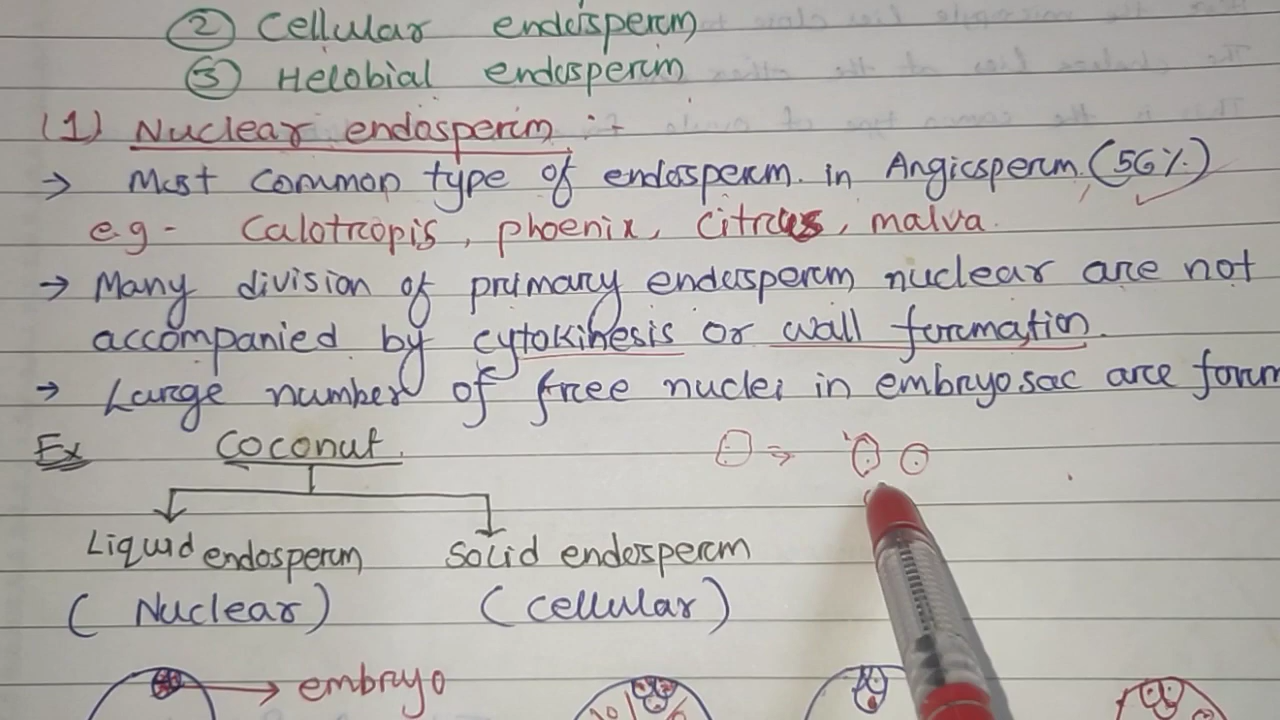 ② Cellular endosperm
③ Helobial endosperm
(1) Nuclear endosperm :-
→ Most common type of endosperm in Angiosperm. (56%)
e.g - Calotropis, phoenix, citrus, malva.
→ Many division of primary endosperm nuclear are not
accompanied by cytokinesis or wall formation.
→ Large number of free nuclei in embryosac are form
Ex Coconut.
Liquid endosperm Solid endosperm
(Nuclear) (cellular)
→ embryo